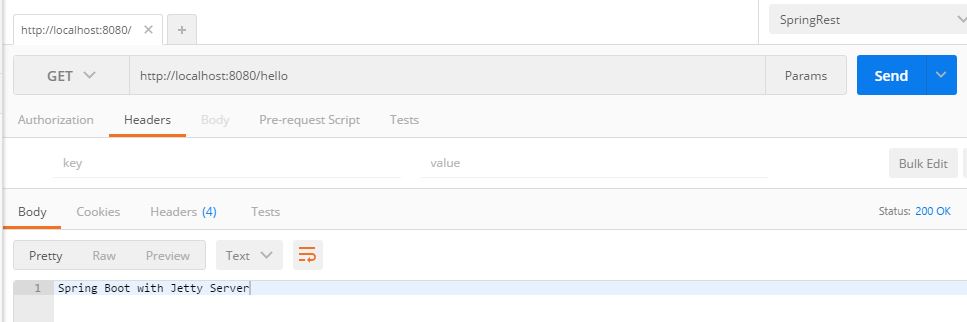 http://localhost:8080/ × +
SpringRest
GET http://localhost:8080/hello Params Send
Authorization Headers Body Pre-request Script Tests
key value Bulk Edit
Body Cookies Headers (4) Tests Status: 200 OK
Pretty Raw Preview Text
1 Spring Boot with Jetty Server